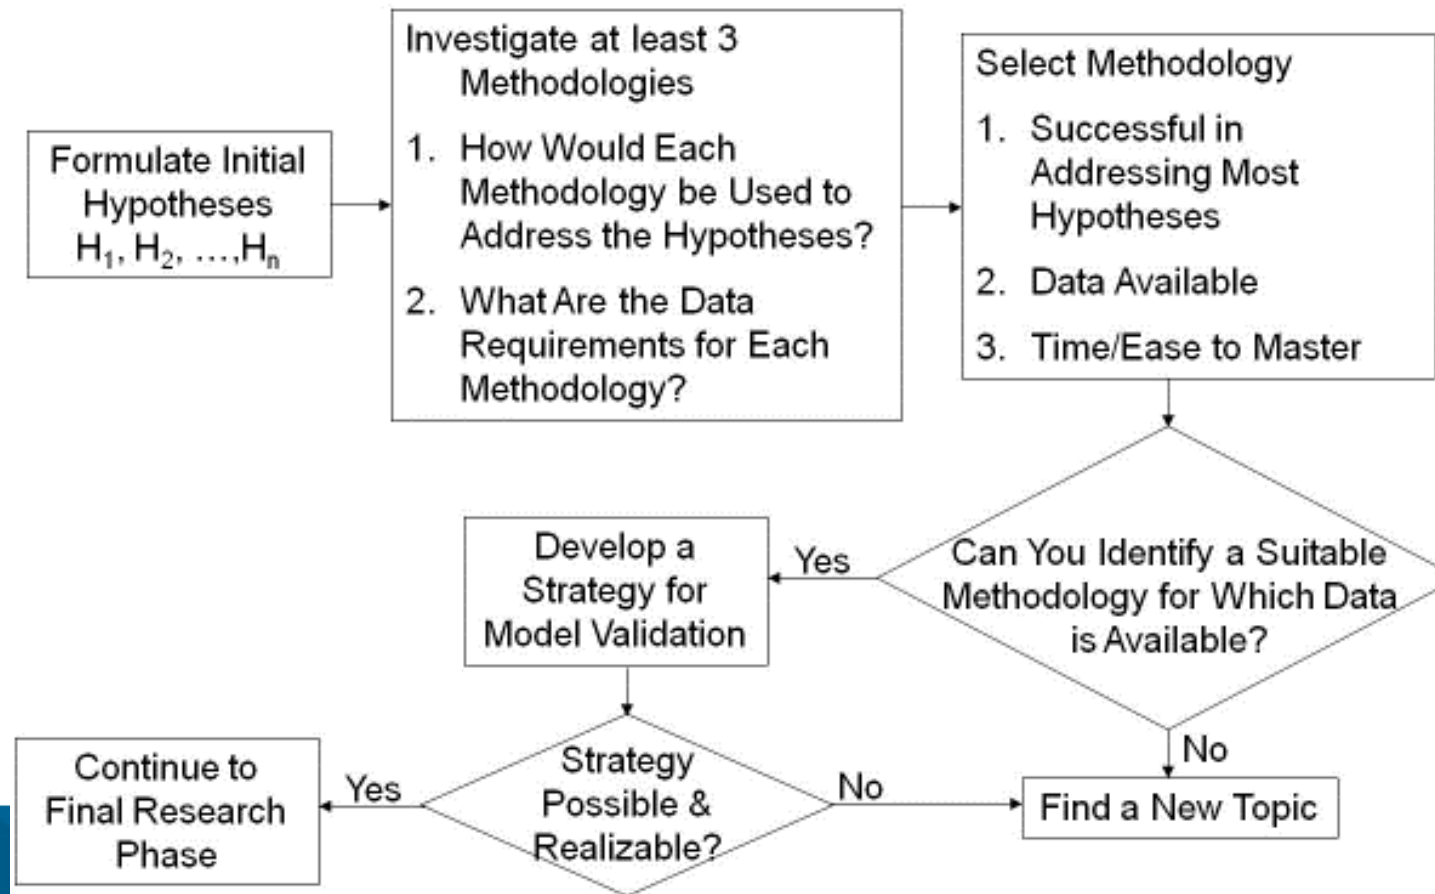 Formulate Initial
Hypotheses
H₁, H₂, ...,Hₙ
Investigate at least 3
Methodologies
1. How Would Each
Methodology be Used to
Address the Hypotheses?
2. What Are the Data
Requirements for Each
Methodology?
Select Methodology
1. Successful in
Addressing Most
Hypotheses
2. Data Available
3. Time/Ease to Master
Can You Identify a Suitable
Methodology for Which Data
is Available?
Yes
No
Develop a
Strategy for
Model Validation
Strategy
Possible &
Realizable?
Yes
No
Continue to
Final Research
Phase
Find a New Topic